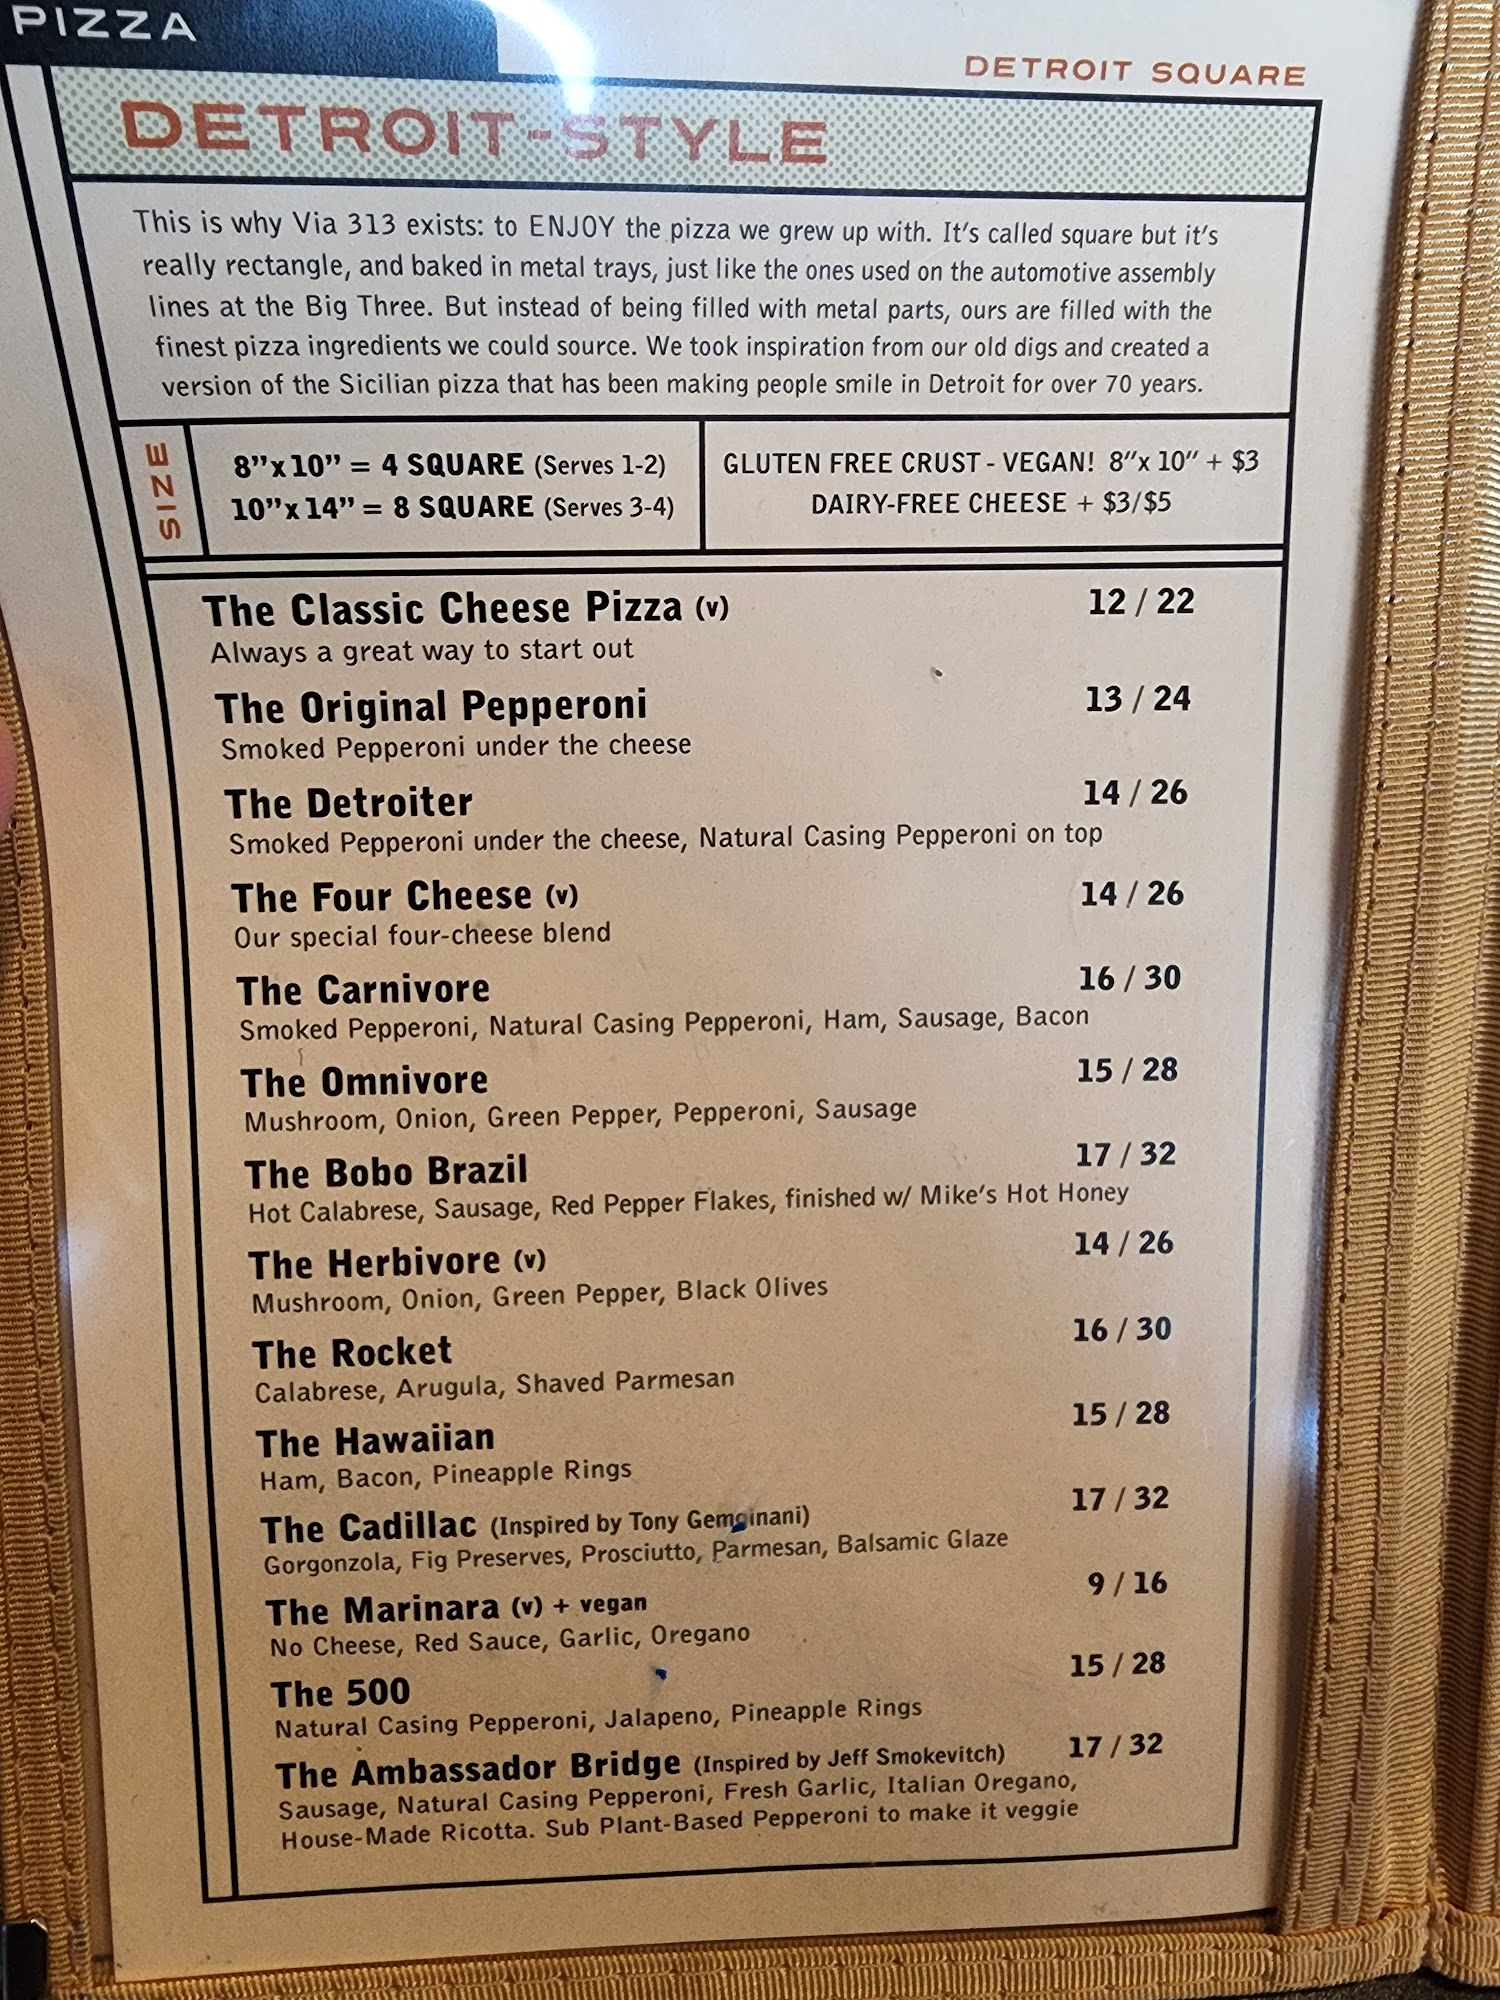 PIZZA
DETROIT SQUARE
DETROIT-STYLE
This is why Via 313 exists: to ENJOY the pizza we grew up with. It's called square but it's
really rectangle, and baked in metal trays, just like the ones used on the automotive assembly
lines at the Big Three. But instead of being filled with metal parts, ours are filled with the
finest pizza ingredients we could source. We took inspiration from our old digs and created a
version of the Sicilian pizza that has been making people smile in Detroit for over 70 years.
SIZE
8"x10" = 4 SQUARE (Serves 1-2)
10"x14" = 8 SQUARE (Serves 3-4)
GLUTEN FREE CRUST - VEGAN! 8"x 10" + $3
DAIRY-FREE CHEESE + $3/$5
The Classic Cheese Pizza (v) 12 / 22
Always a great way to start out
The Original Pepperoni 13 / 24
Smoked Pepperoni under the cheese
The Detroiter 14 / 26
Smoked Pepperoni under the cheese, Natural Casing Pepperoni on top
The Four Cheese (v) 14 / 26
Our special four-cheese blend
The Carnivore 16 / 30
Smoked Pepperoni, Natural Casing Pepperoni, Ham, Sausage, Bacon
The Omnivore 15 / 28
Mushroom, Onion, Green Pepper, Pepperoni, Sausage
The Bobo Brazil 17 / 32
Hot Calabrese, Sausage, Red Pepper Flakes, finished w/ Mike's Hot Honey
The Herbivore (v) 14 / 26
Mushroom, Onion, Green Pepper, Black Olives
The Rocket 16 / 30
Calabrese, Arugula, Shaved Parmesan
The Hawaiian 15 / 28
Ham, Bacon, Pineapple Rings
The Cadillac (Inspired by Tony Gemginani) 17 / 32
Gorgonzola, Fig Preserves, Prosciutto, Parmesan, Balsamic Glaze
The Marinara (v) + vegan 9 / 16
No Cheese, Red Sauce, Garlic, Oregano
The 500 15 / 28
Natural Casing Pepperoni, Jalapeno, Pineapple Rings
The Ambassador Bridge (Inspired by Jeff Smokevitch) 17 / 32
Sausage, Natural Casing Pepperoni, Fresh Garlic, Italian Oregano,
House-Made Ricotta. Sub Plant-Based Pepperoni to make it veggie